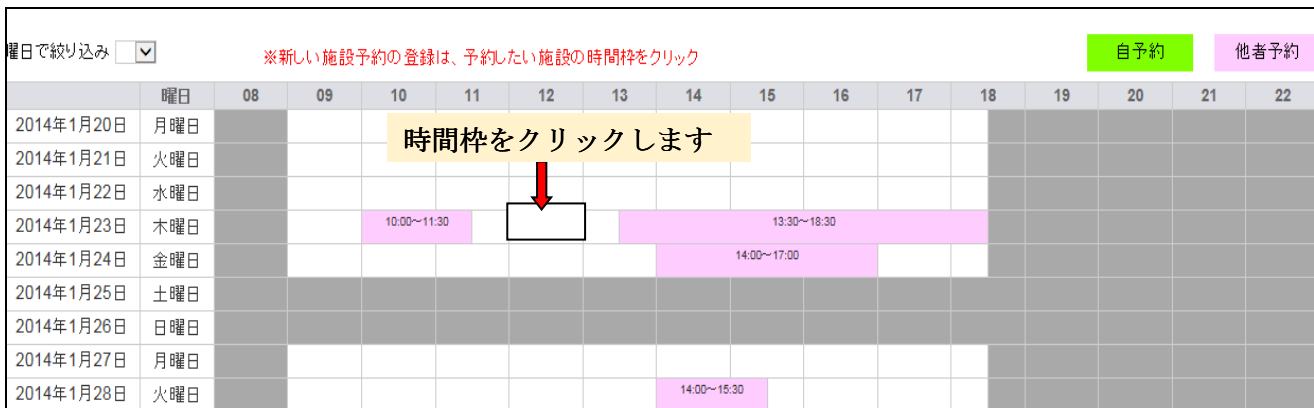 曜日で絞り込み
※新しい施設予約の登録は、予約したい施設の時間枠をクリック
自予約 他者予約
曜日 08 09 10 11 12 13 14 15 16 17 18 19 20 21 22
2014年1月20日 月曜日
時間枠をクリックします
2014年1月21日 火曜日
2014年1月22日 水曜日
2014年1月23日 木曜日 10:00～11:30 13:30～18:30
2014年1月24日 金曜日 14:00～17:00
2014年1月25日 土曜日
2014年1月26日 日曜日
2014年1月27日 月曜日
2014年1月28日 火曜日 14:00～15:30